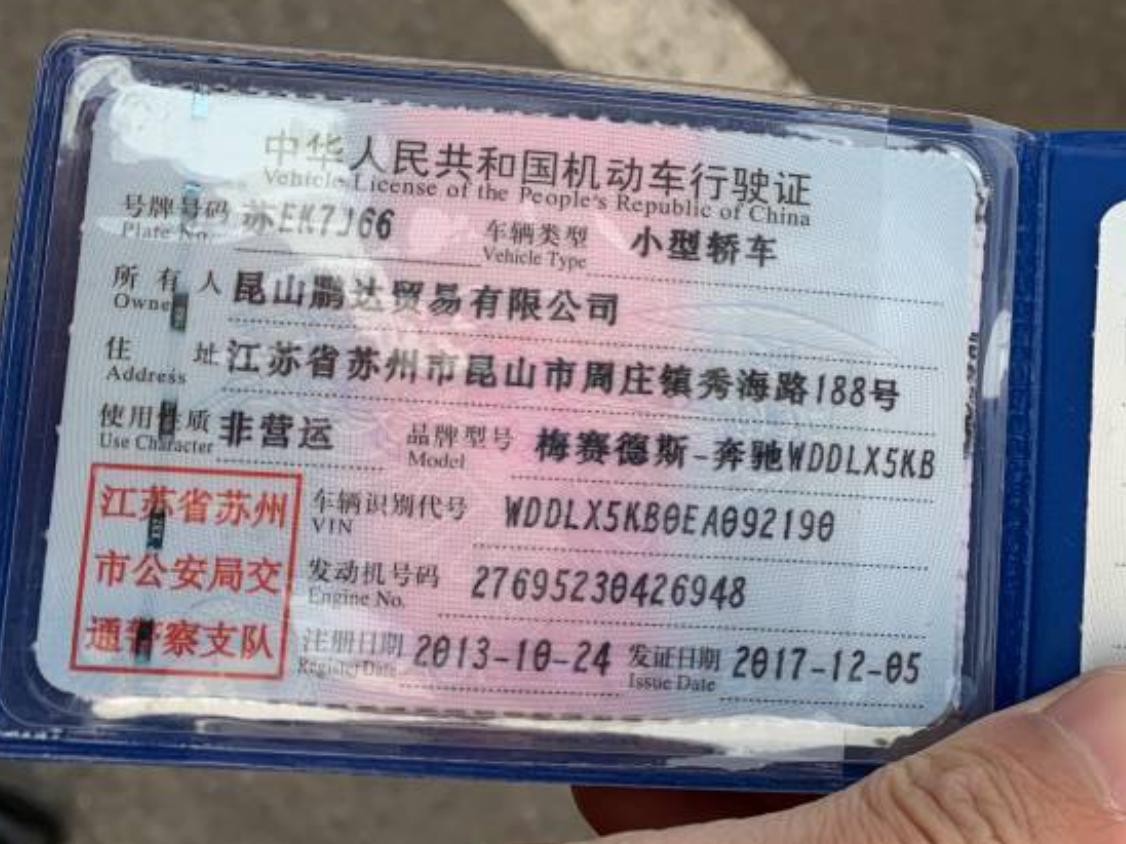 中华人民共和国机动车行驶证
Vehicle License of the People's Republic of China
号牌号码 苏EK7J66 车辆类型 小型轿车
Plate No. Vehicle Type
所有人 昆山鹏达贸易有限公司
Owner
住址 江苏省苏州市昆山市周庄镇秀海路188号
Address
使用性质 非营运 品牌型号 梅赛德斯-奔驰WDDLX5KB
Use Character Model
江苏省苏州
市公安局交
通警察支队
车辆识别代号 WDDLX5KB0EA092190
VIN
发动机号码 27695230426948
Engine No.
注册日期 2013-10-24 发证日期 2017-12-05
Register Date Issue Date